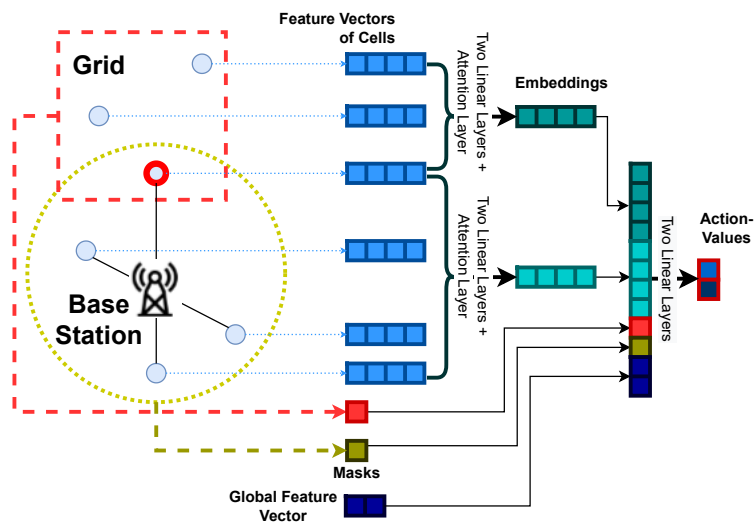 Feature Vectors
of Cells
Grid
Two Linear Layers +
Attention Layer
Embeddings
Two Linear Layers +
Attention Layer
Two Linear Layers
Action-
Values
Base
Station
Masks
Global Feature
Vector